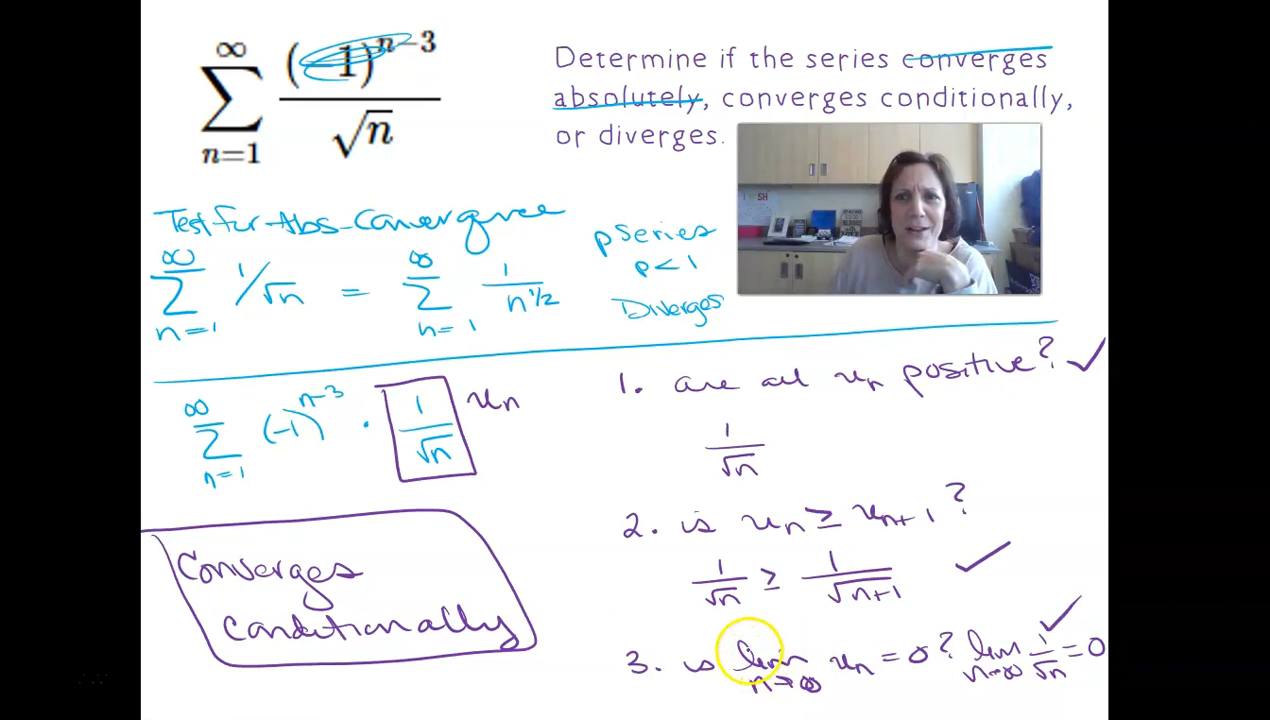 ∞
∑ (-1)^{n-3} / √n
n=1
Determine if the series converges
absolutely, converges conditionally,
or diverges.
Test for Abs. Convergence
∞
∑ 1/√n = ∑ 1/n^{1/2}
n=1
p Series
p < 1
Diverges
∞
∑ (-1)^{n-3} · 1/√n uₙ
n=1
Converges
Conditionally
1. are all uₙ positive? ✓
1/√n
2. is uₙ ≥ uₙ₊₁ ?
1/√n ≥ 1/√n+1 ✓
3. is lim n→∞ uₙ = 0? lim n→∞ 1/√n = 0 ✓